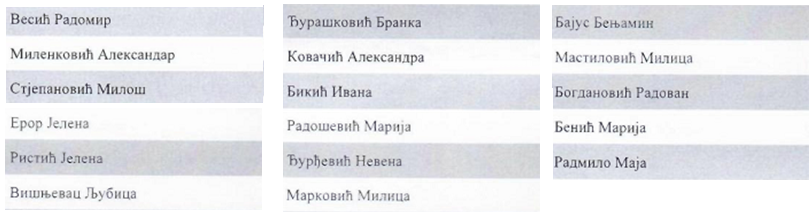 Весић Радомир
Миленковић Александар
Стјепановић Милош
Ерор Јелена
Ристић Јелена
Вишњевац Љубица
Ђурашковић Бранка
Ковачић Александра
Бикић Ивана
Радошевић Марија
Ђурђевић Невена
Марковић Милица
Бајус Бењамин
Мастиловић Милица
Богдановић Радован
Бенић Марија
Радмило Маја